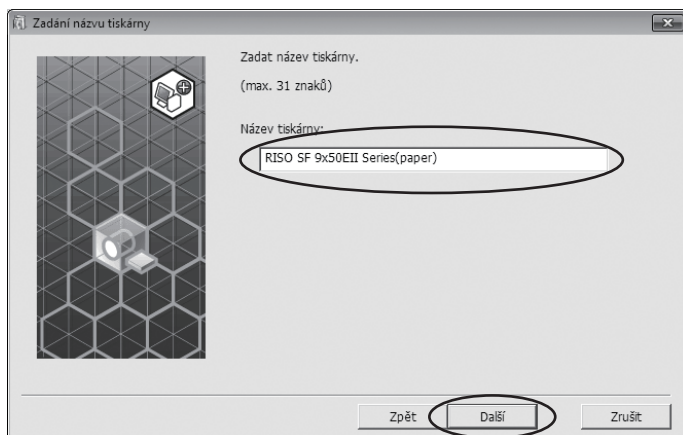 Zadání názvu tiskárny
Zadat název tiskárny.
(max. 31 znaků)
Název tiskárny:
RISO SF 9x50EII Series(paper)
Zpět
Další
Zrušit